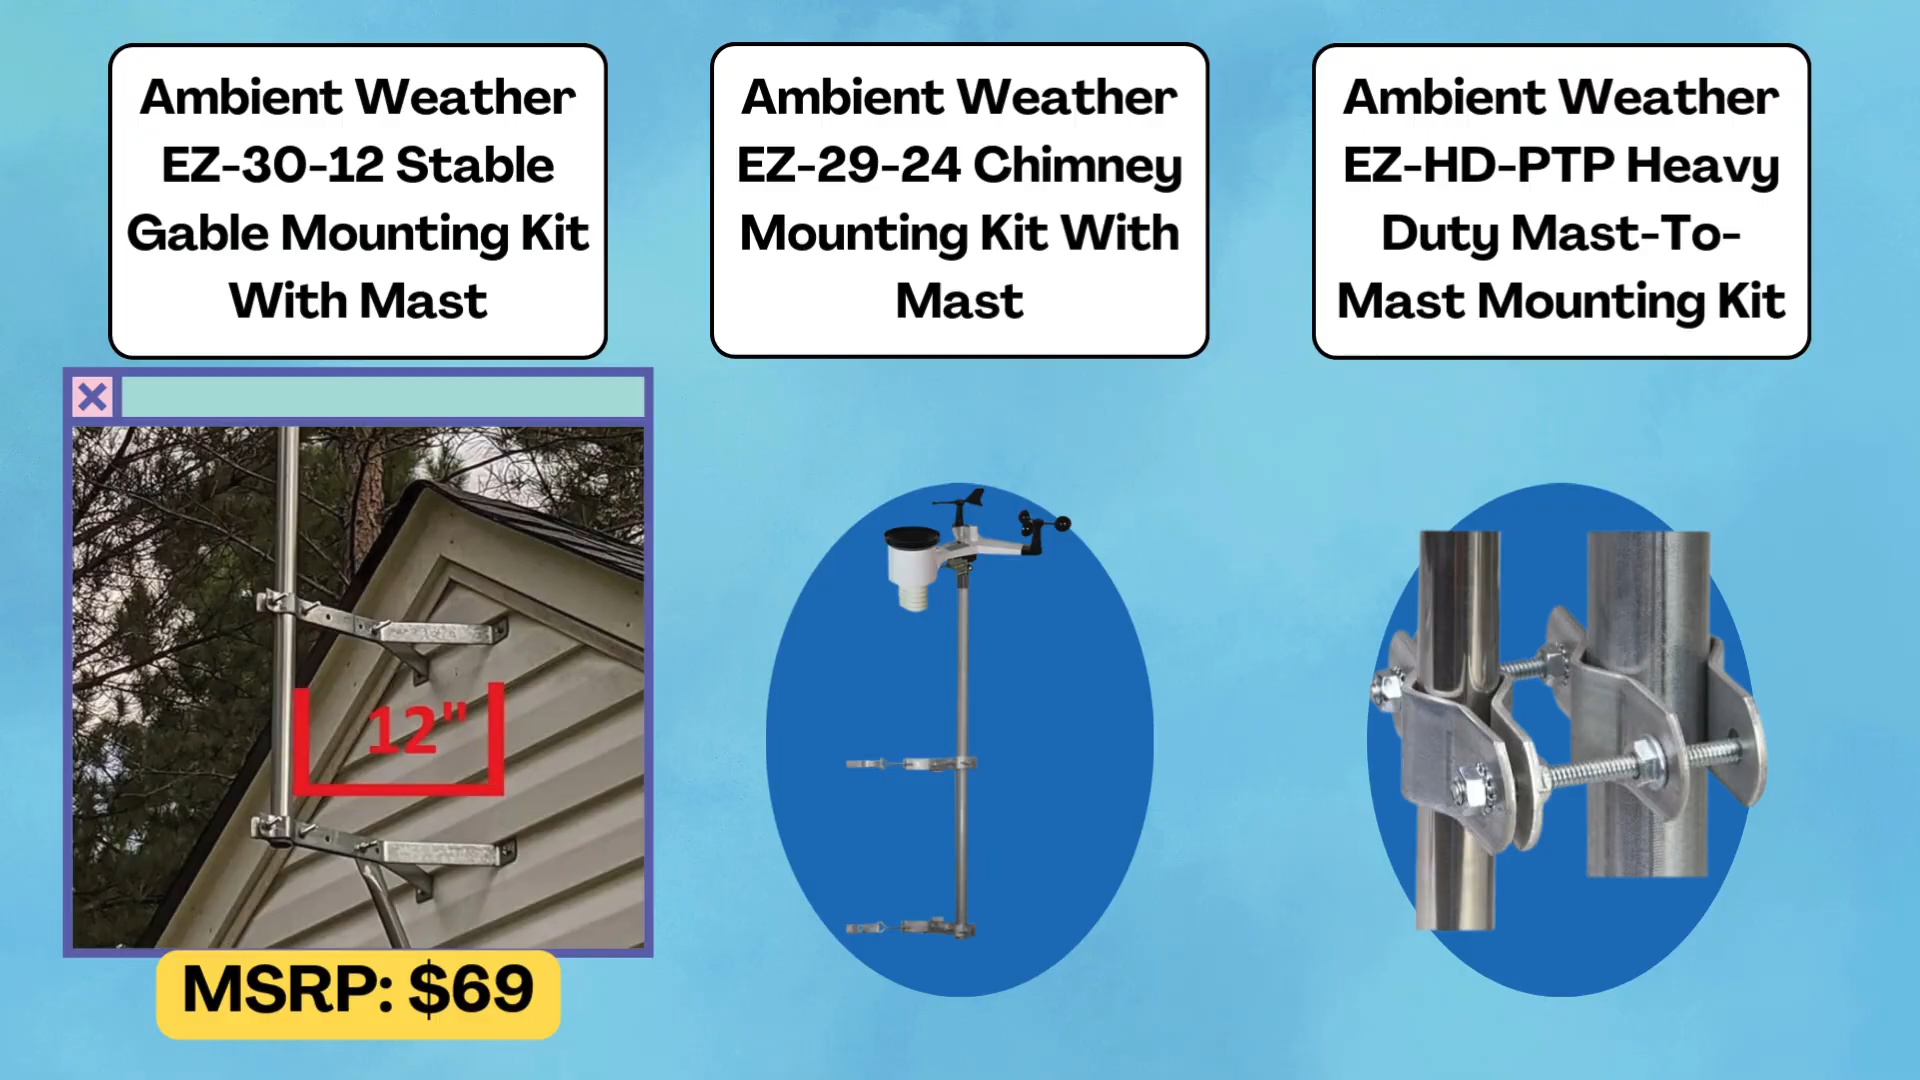 Ambient Weather
EZ-30-12 Stable
Gable Mounting Kit
With Mast
Ambient Weather
EZ-29-24 Chimney
Mounting Kit With
Mast
Ambient Weather
EZ-HD-PTP Heavy
Duty Mast-To-
Mast Mounting Kit
12"
MSRP: $69